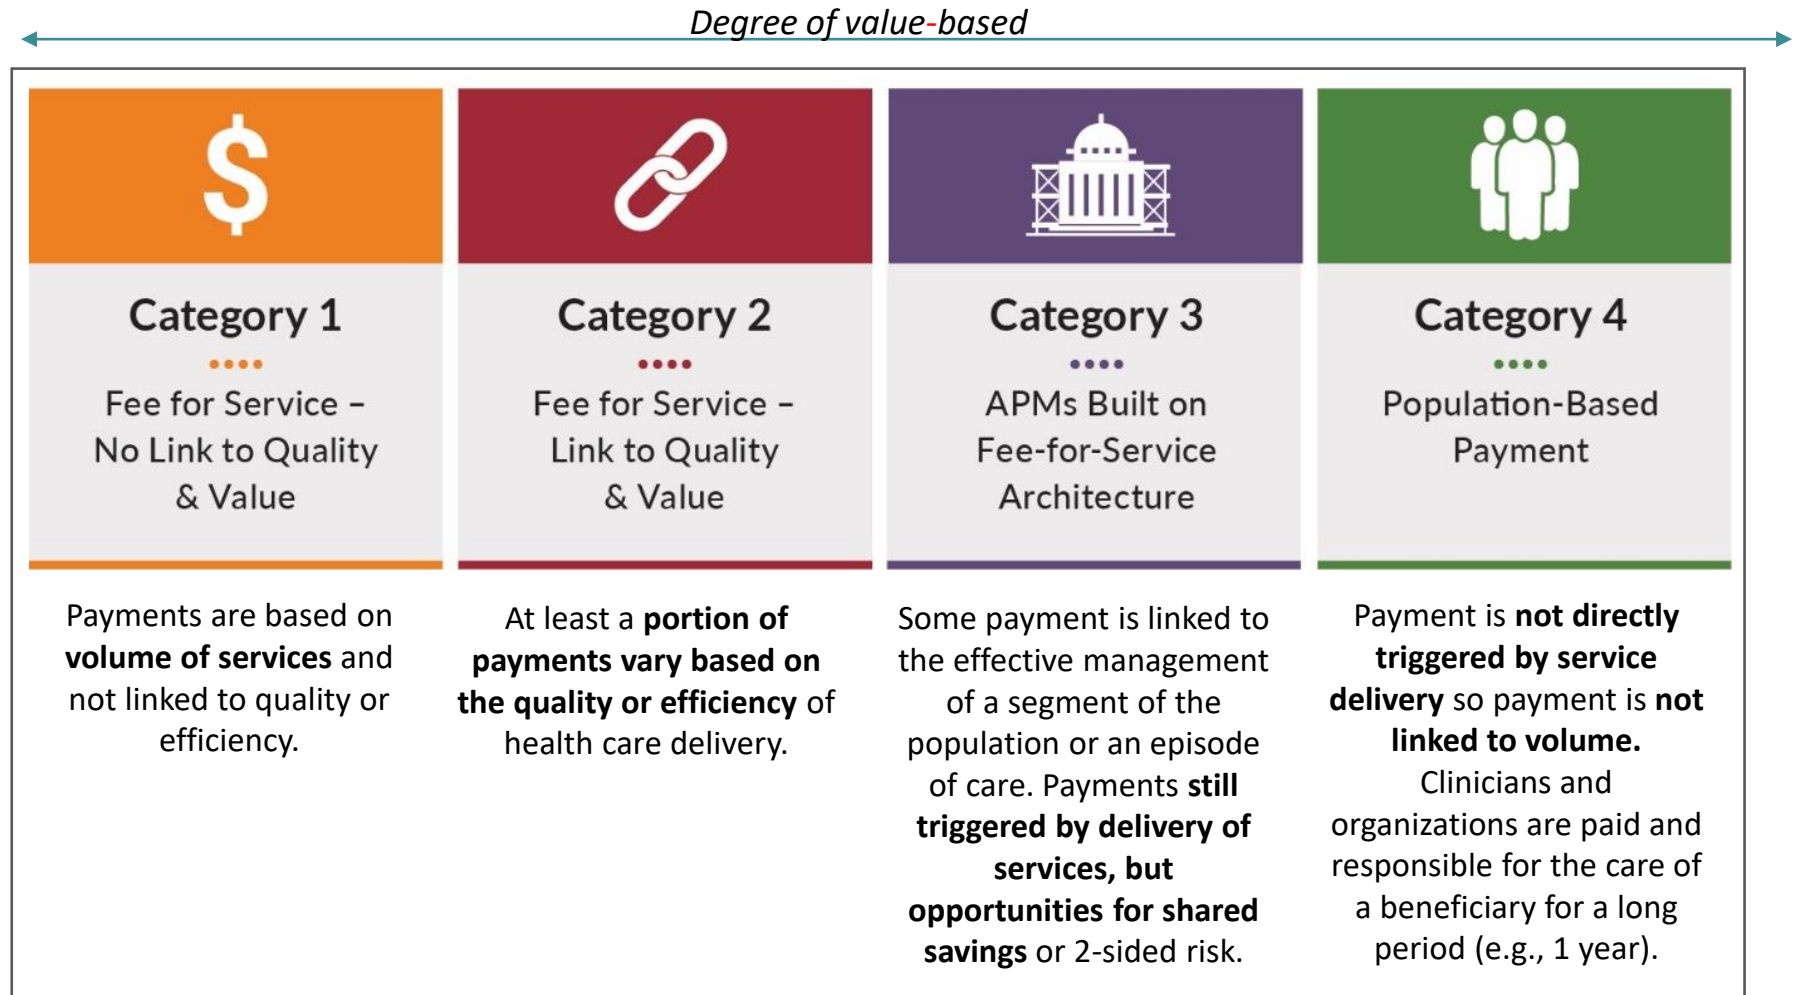 Degree of value-based
Category 1
Fee for Service –
No Link to Quality
& Value
Payments are based on
volume of services and
not linked to quality or
efficiency.
Category 2
Fee for Service –
Link to Quality
& Value
At least a portion of
payments vary based on
the quality or efficiency of
health care delivery.
Category 3
APMs Built on
Fee-for-Service
Architecture
Some payment is linked to
the effective management
of a segment of the
population or an episode
of care. Payments still
triggered by delivery of
services, but
opportunities for shared
savings or 2-sided risk.
Category 4
Population-Based
Payment
Payment is not directly
triggered by service
delivery so payment is not
linked to volume.
Clinicians and
organizations are paid and
responsible for the care of
a beneficiary for a long
period (e.g., 1 year).